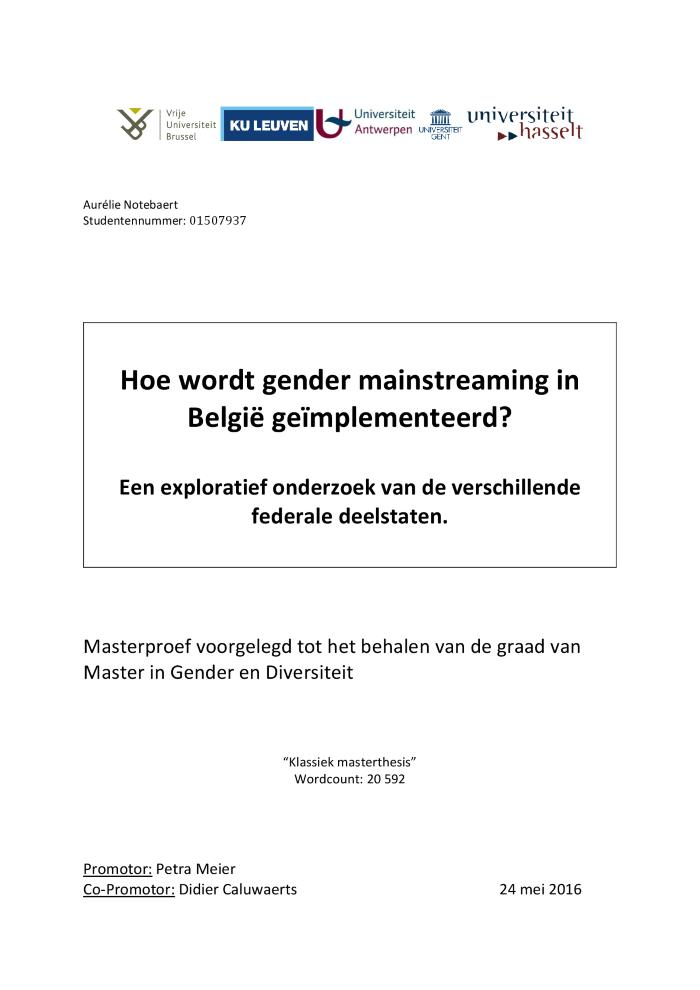 Vrije
Universiteit
Brussel
KU LEUVEN
Universiteit
Antwerpen
UNIVERSITEIT
GENT
universiteit
hasselt
Aurélie Notebaert
Studentennummer: 01507937
Hoe wordt gender mainstreaming in
België geïmplementeerd?
Een exploratief onderzoek van de verschillende
federale deelstaten.
Masterproef voorgelegd tot het behalen van de graad van
Master in Gender en Diversiteit
“Klassiek masterthesis”
Wordcount: 20 592
Promotor: Petra Meier
Co-Promotor: Didier Caluwaerts 24 mei 2016